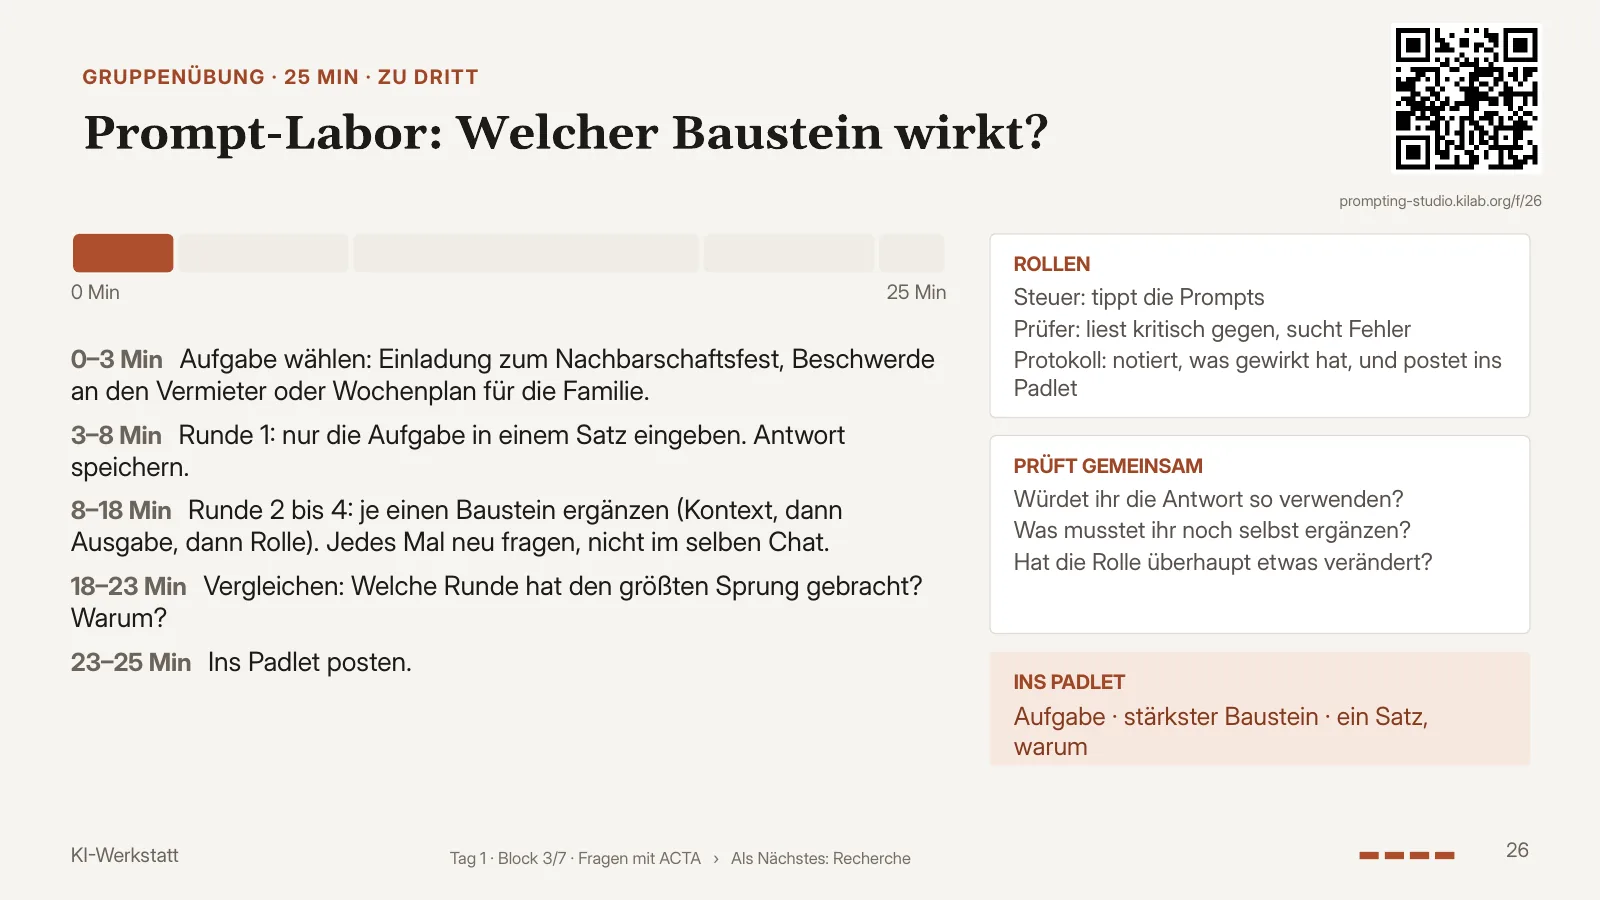 GRUPPENÜBUNG · 25 MIN · ZU DRITT
Prompt-Labor: Welcher Baustein wirkt?
prompting-studio.kilab.org/f/26
0 Min
25 Min
0–3 Min Aufgabe wählen: Einladung zum Nachbarschaftsfest, Beschwerde
an den Vermieter oder Wochenplan für die Familie.
3–8 Min Runde 1: nur die Aufgabe in einem Satz eingeben. Antwort
speichern.
8–18 Min Runde 2 bis 4: je einen Baustein ergänzen (Kontext, dann
Ausgabe, dann Rolle). Jedes Mal neu fragen, nicht im selben Chat.
18–23 Min Vergleichen: Welche Runde hat den größten Sprung gebracht?
Warum?
23–25 Min Ins Padlet posten.
ROLLEN
Steuer: tippt die Prompts
Prüfer: liest kritisch gegen, sucht Fehler
Protokoll: notiert, was gewirkt hat, und postet ins
Padlet
PRÜFT GEMEINSAM
Würdet ihr die Antwort so verwenden?
Was musstet ihr noch selbst ergänzen?
Hat die Rolle überhaupt etwas verändert?
INS PADLET
Aufgabe · stärkster Baustein · ein Satz,
warum
KI-Werkstatt
Tag 1 · Block 3/7 · Fragen mit ACTA › Als Nächstes: Recherche
26